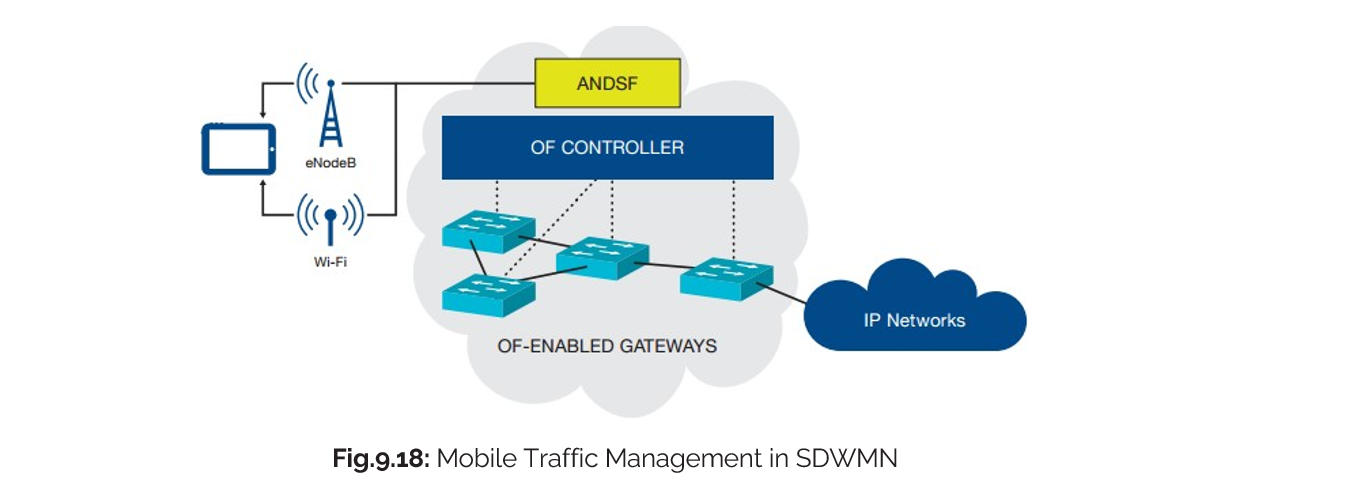 ANDSF
OF CONTROLLER
eNodeB
Wi-Fi
IP Networks
OF-ENABLED GATEWAYS
Fig.9.18: Mobile Traffic Management in SDWMN